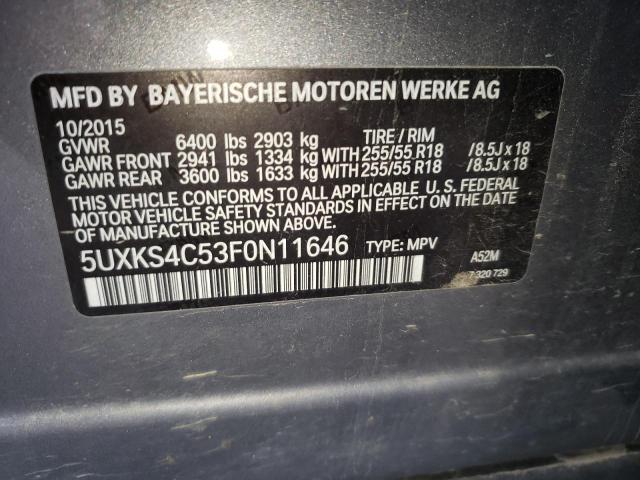 MFD BY BAYERISCHE MOTOREN WERKE AG
10/2015
GVWR 6400 lbs 2903 kg TIRE / RIM
GAWR FRONT 2941 lbs 1334 kg WITH 255/55 R18 /8.5J x 18
GAWR REAR 3600 lbs 1633 kg WITH 255/55 R18 /8.5J x 18
THIS VEHICLE CONFORMS TO ALL APPLICABLE U. S. FEDERAL
MOTOR VEHICLE SAFETY STANDARDS IN EFFECT ON THE DATE
OF MANUFACTURE SHOWN ABOVE.
5UXKS4C53F0N11646 TYPE: MPV A52M
7 320 729